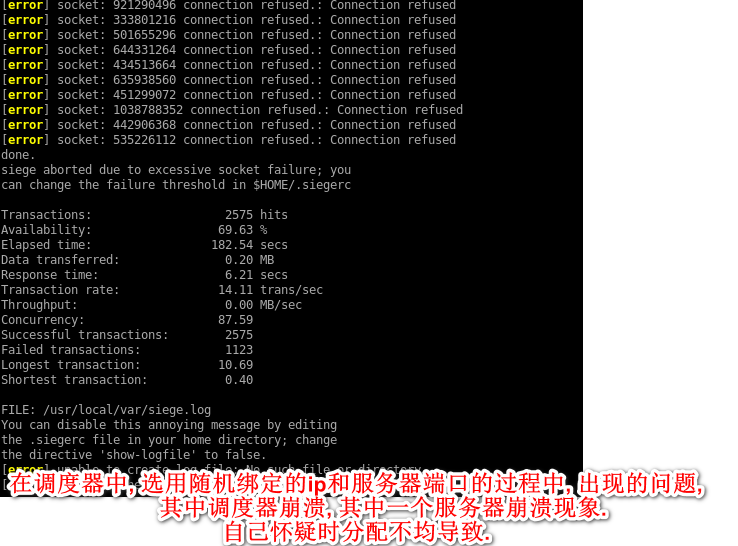 [error] socket: 921290496 connection refused.: Connection refused
[error] socket: 333801216 connection refused.: Connection refused
[error] socket: 501655296 connection refused.: Connection refused
[error] socket: 644331264 connection refused.: Connection refused
[error] socket: 434513664 connection refused.: Connection refused
[error] socket: 635938560 connection refused.: Connection refused
[error] socket: 451299072 connection refused.: Connection refused
[error] socket: 1038788352 connection refused.: Connection refused
[error] socket: 442906368 connection refused.: Connection refused
[error] socket: 535226112 connection refused.: Connection refused
done.
siege aborted due to excessive socket failure; you
can change the failure threshold in $HOME/.siegerc
Transactions: 2575 hits
Availability: 69.63 %
Elapsed time: 182.54 secs
Data transferred: 0.20 MB
Response time: 6.21 secs
Transaction rate: 14.11 trans/sec
Throughput: 0.00 MB/sec
Concurrency: 87.59
Successful transactions: 2575
Failed transactions: 1123
Longest transaction: 10.69
Shortest transaction: 0.40
FILE: /usr/local/var/siege.log
You can disable this annoying message by editing
the .siegerc file in your home directory; change
the directive 'show-logfile' to false.
[error] unable to create log file: No such file or directory
在调度器中, 选用随机绑定的ip和服务器端口的过程中, 出现的问题,
其中调度器崩溃, 其中一个服务器崩溃现象.
自己怀疑时分配不均导致.